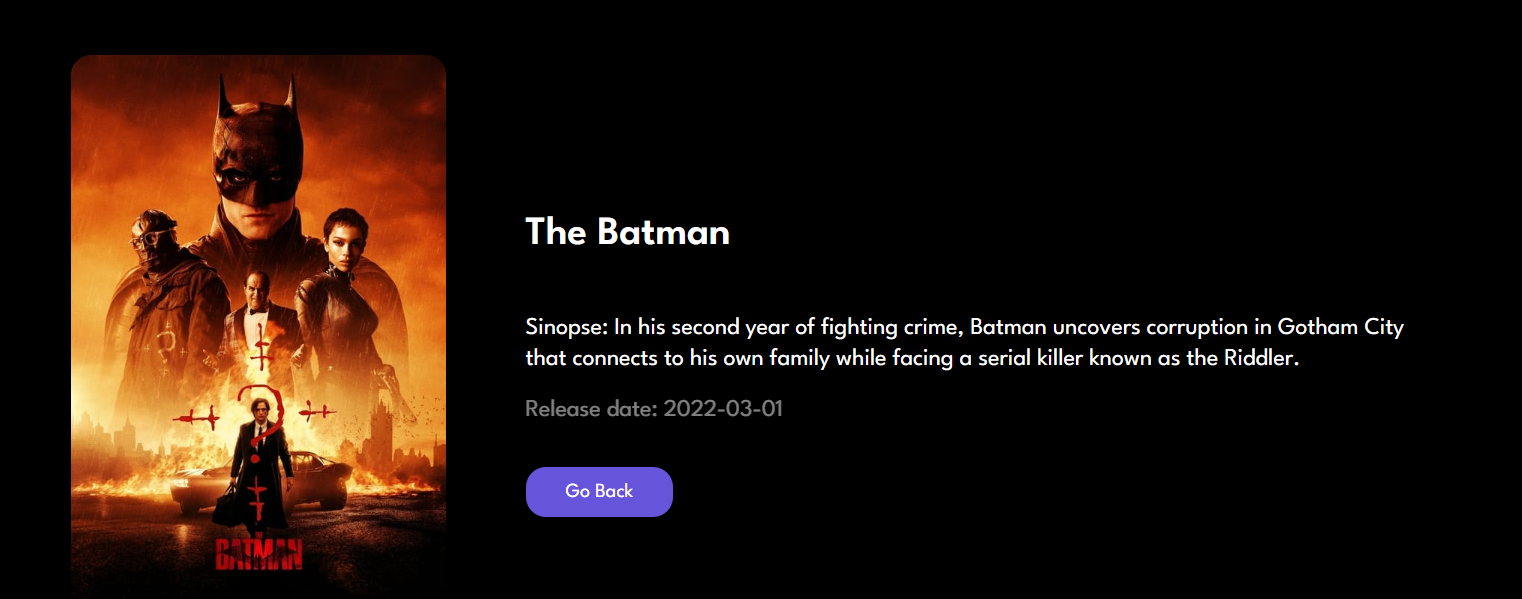 The Batman
Sinopse: In his second year of fighting crime, Batman uncovers corruption in Gotham City
that connects to his own family while facing a serial killer known as the Riddler.
Release date: 2022-03-01
Go Back
BATMAN